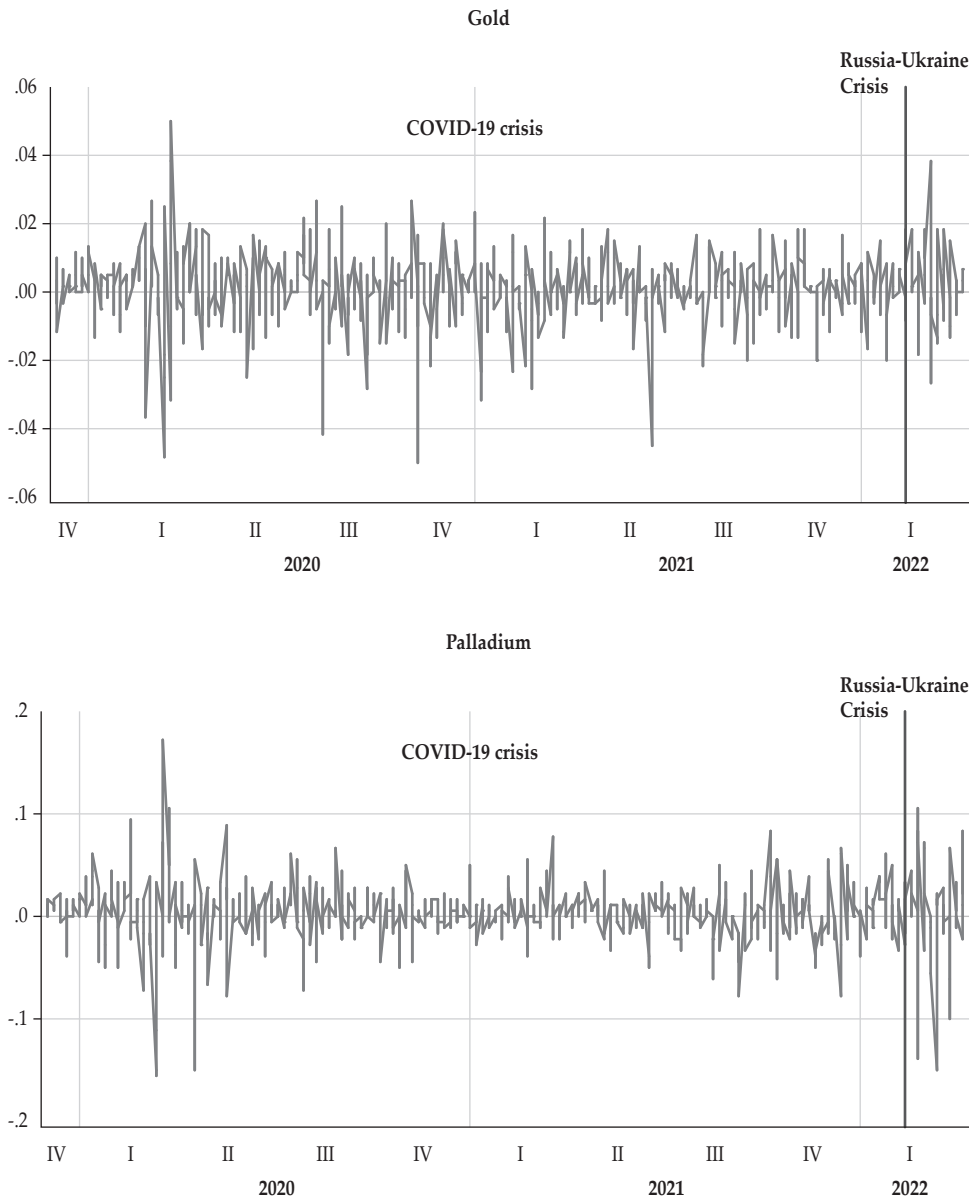 Gold
Russia-Ukraine
Crisis
.06
COVID-19 crisis
.04
.02
.00
-.02
-.04
-.06
IV I II III IV I II III IV I
2020 2021 2022
Palladium
Russia-Ukraine
Crisis
.2
COVID-19 crisis
.1
.0
-.1
-.2
IV I II III IV I II III IV I
2020 2021 2022